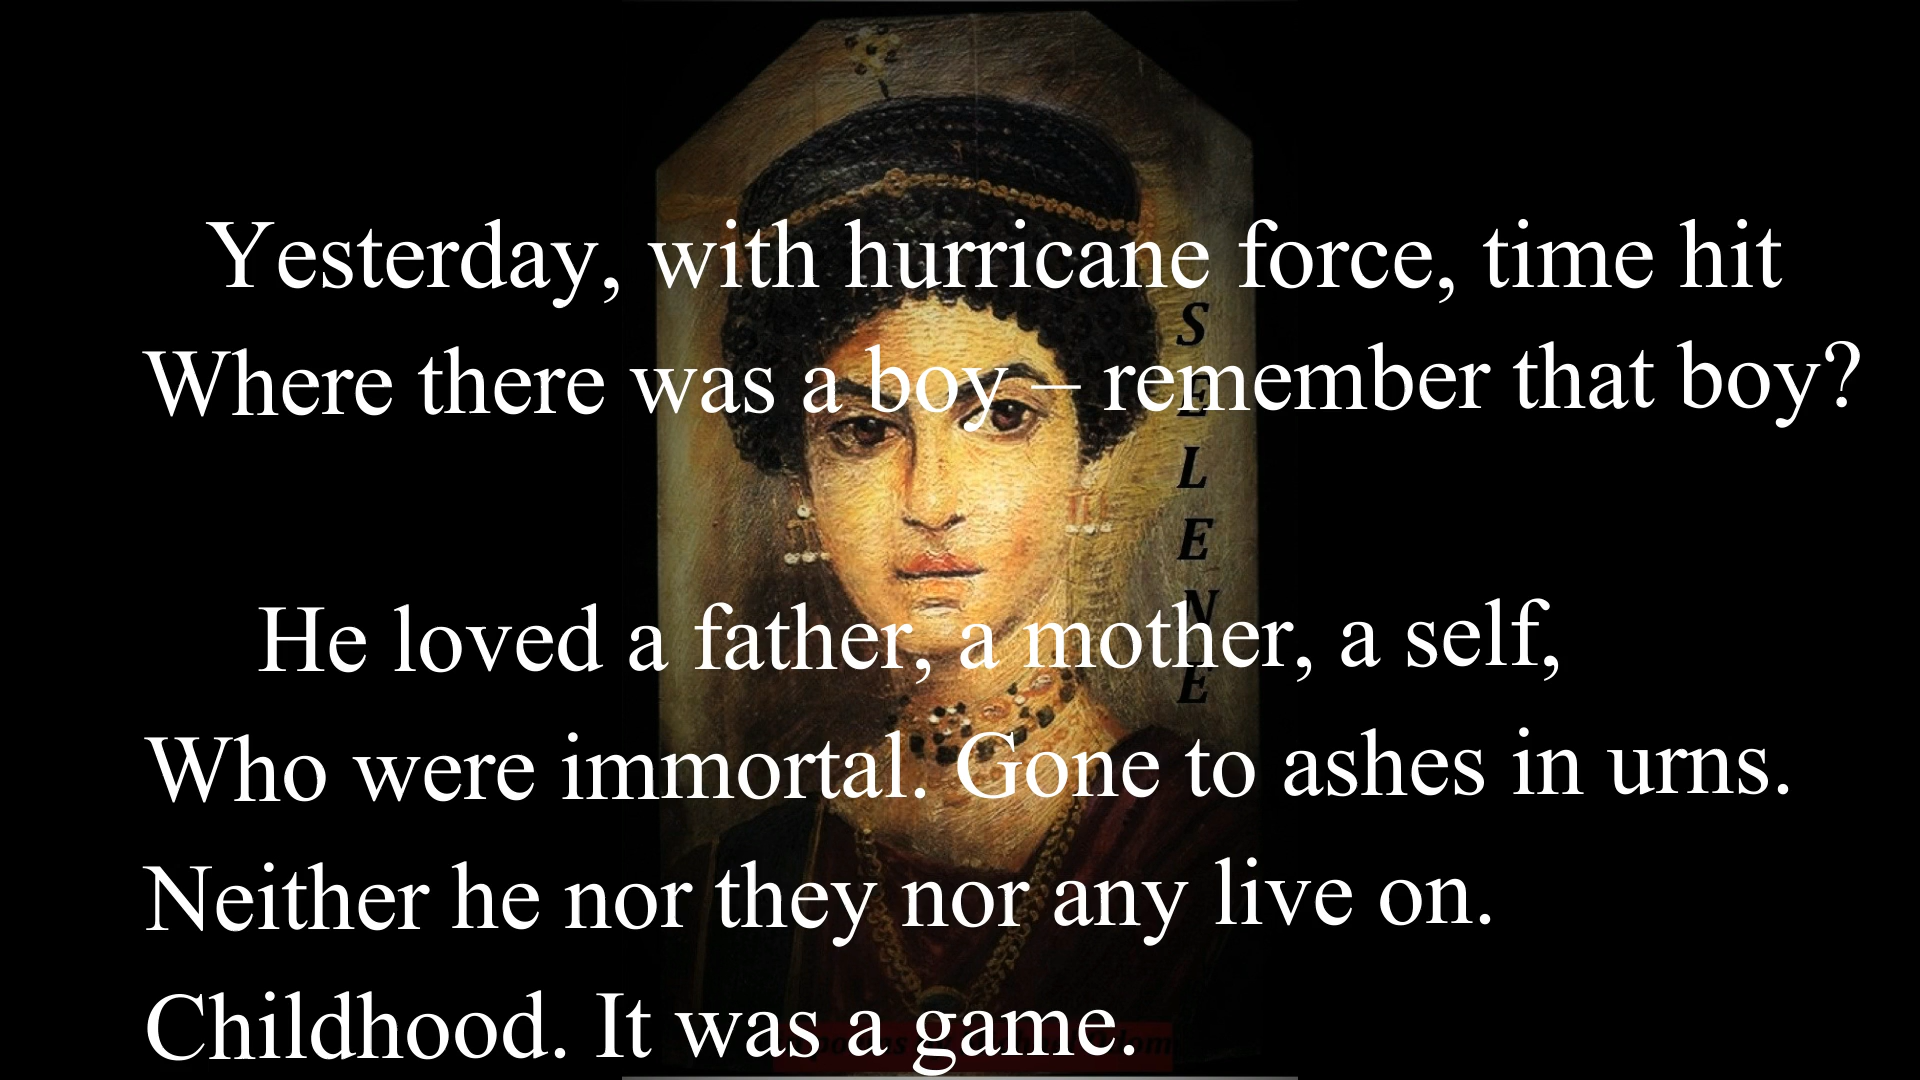 Yesterday, with hurricane force, time hit
Where there was a boy – remember that boy?
He loved a father, a mother, a self,
Who were immortal. Gone to ashes in urns.
Neither he nor they nor any live on.
Childhood. It was a game.
SELENE